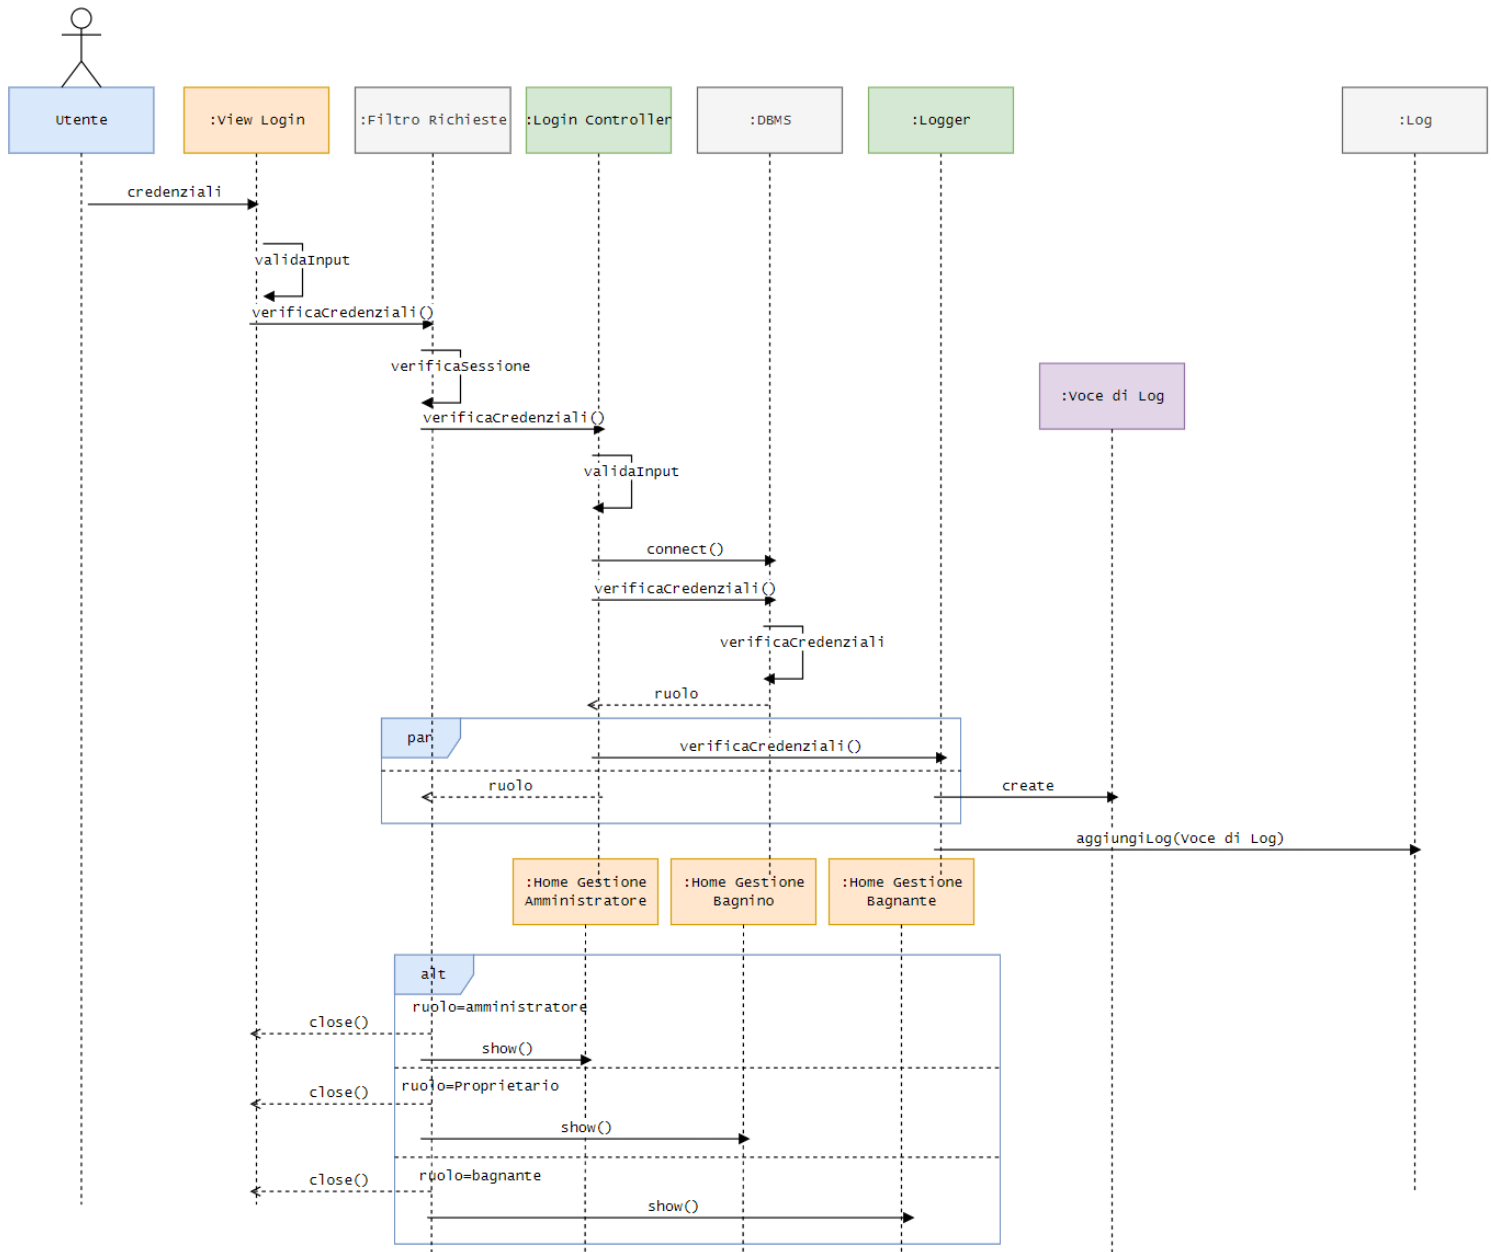 Utente
:View Login
:Filtro Richieste
:Login Controller
:DBMS
:Logger
:Log
credenziali
validaInput
verificaCredenziali()
verificaSessione
:Voce di Log
verificaCredenziali()
validaInput
connect()
verificaCredenziali()
verificaCredenziali
ruolo
par
verificaCredenziali()
ruolo
create
aggiungiLog(Voce di Log)
:Home Gestione
Amministratore
:Home Gestione
Bagnino
:Home Gestione
Bagnante
alt
ruolo=amministratore
close()
show()
ruolo=Proprietario
close()
show()
ruolo=bagnante
close()
show()